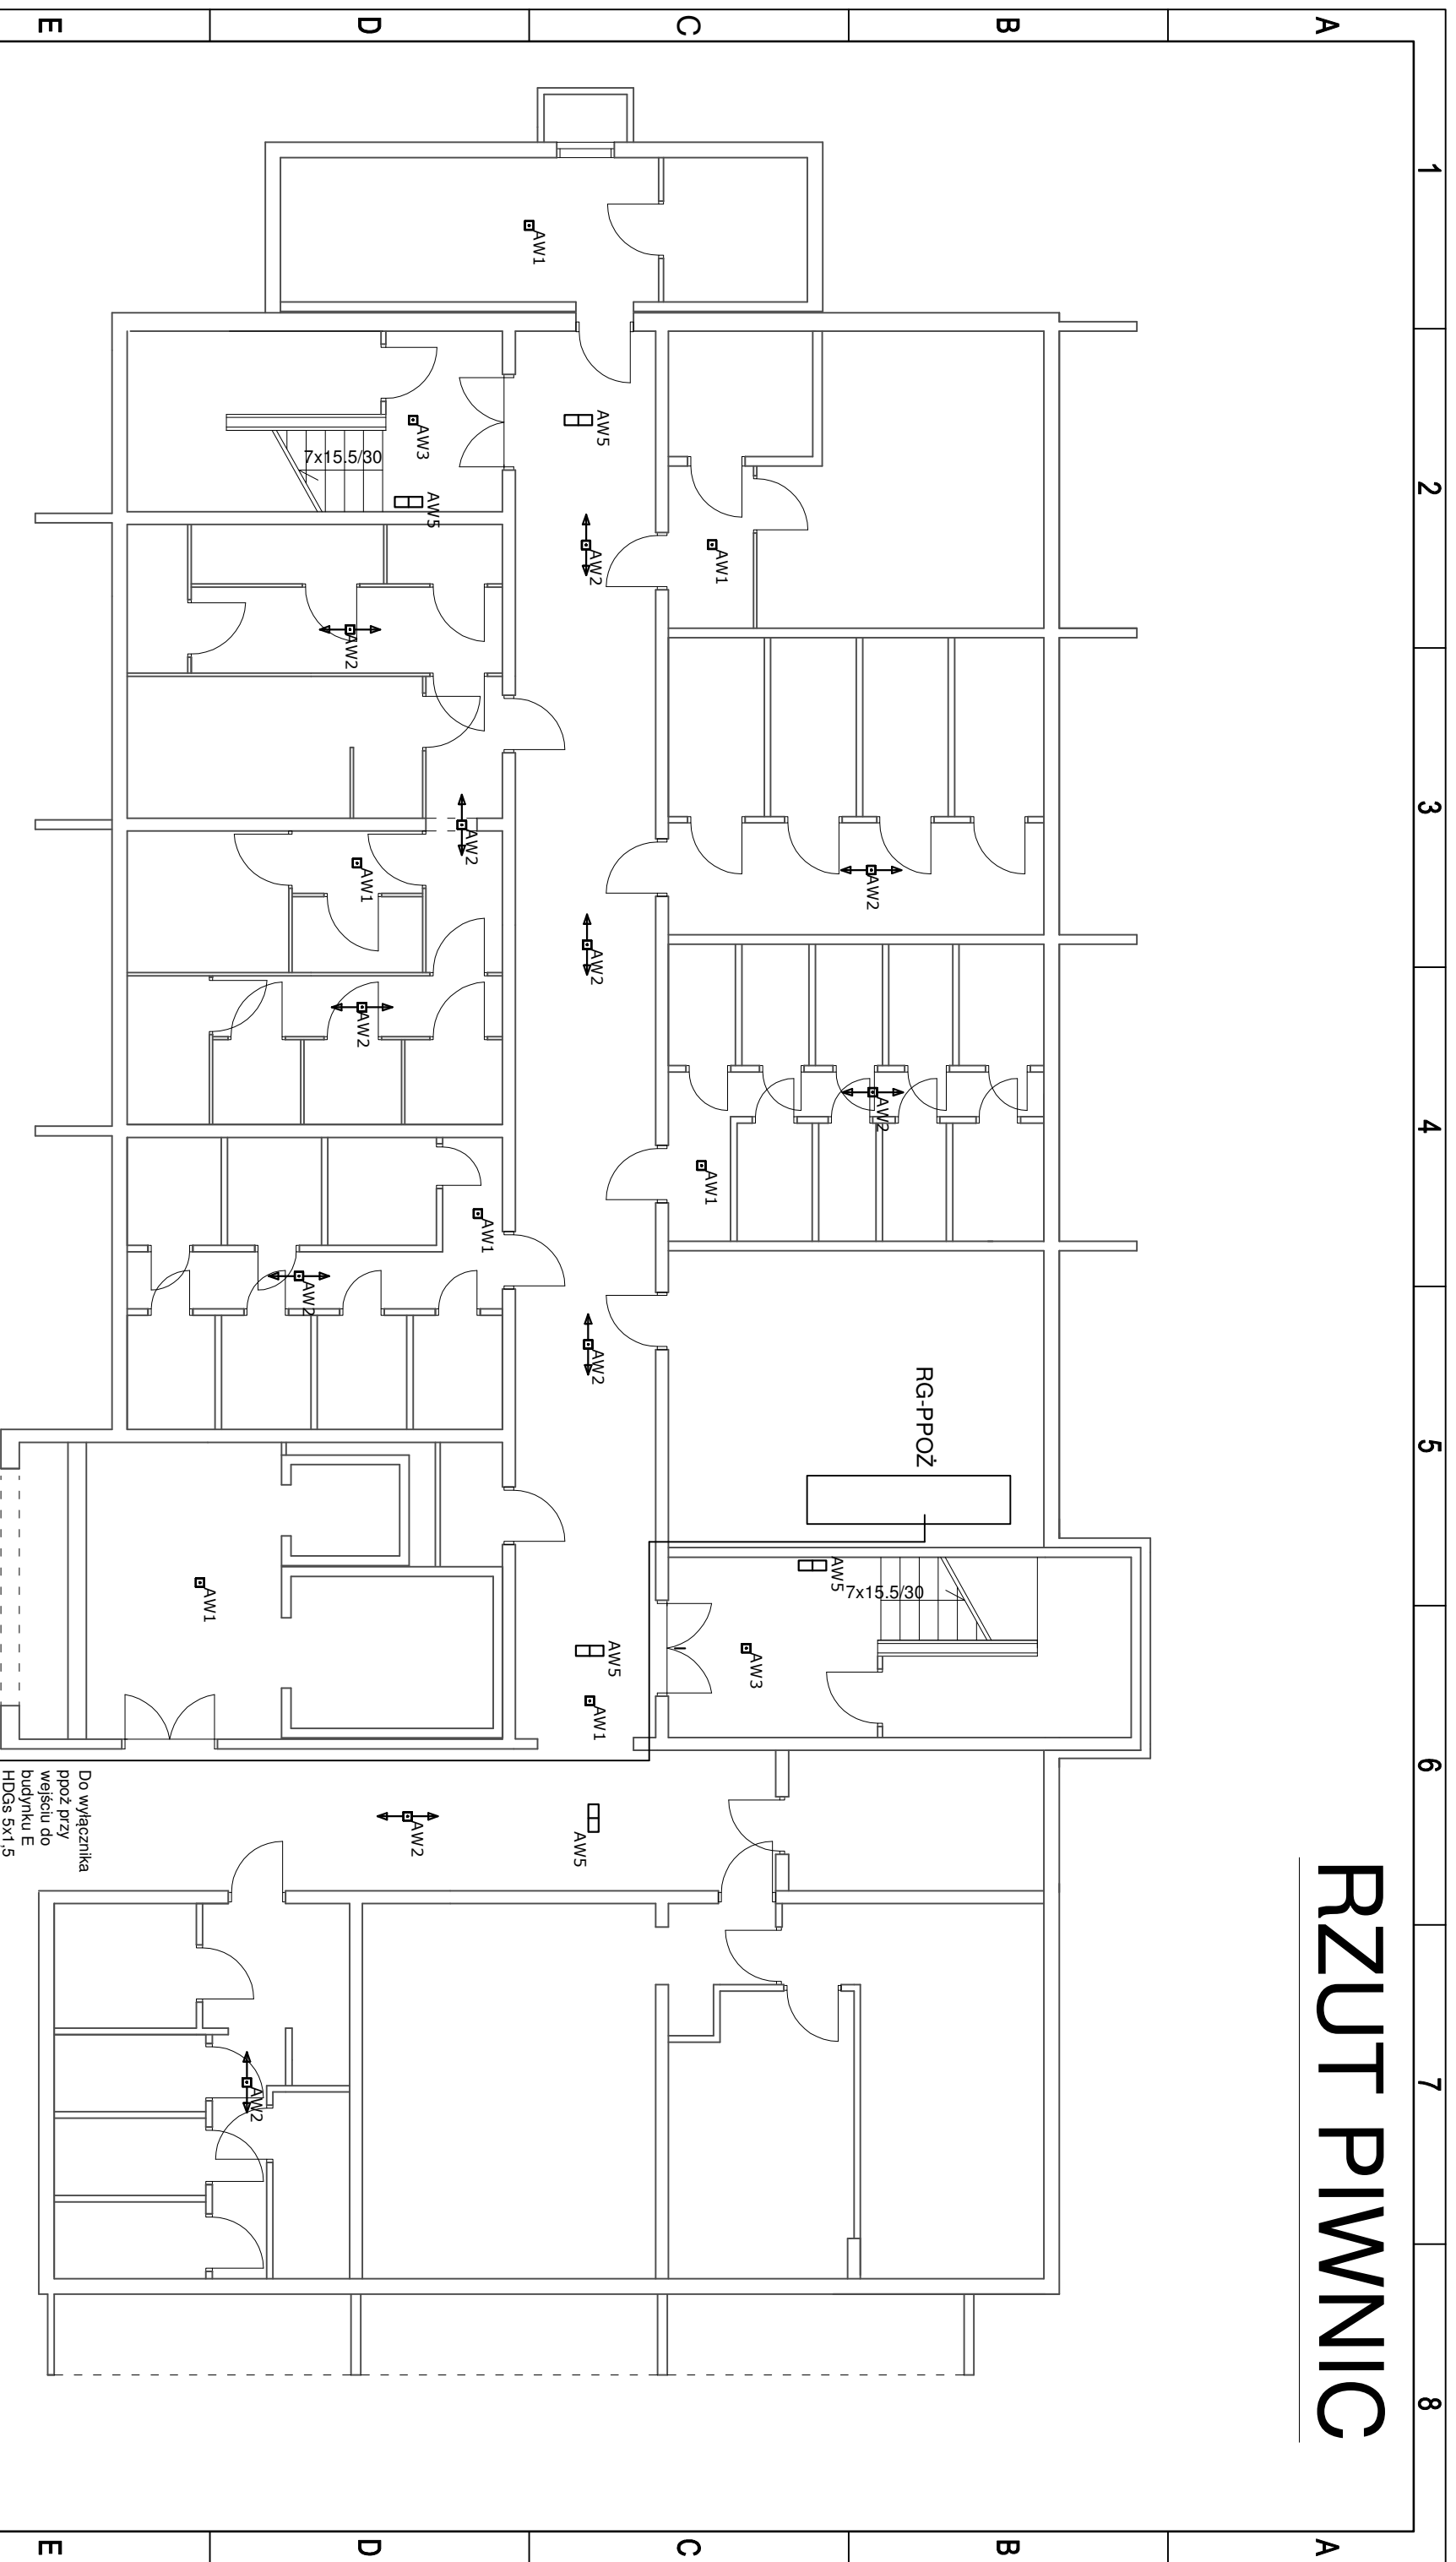 1
2
3
4
5
6
7
8
A
A
RZUT PIWNIC
B
B
RG-PPOŻ
7x15.5/30
AW2
AW2
AW5
AW3
AW1
AW1
C
C
AW5
AW5
AW1
AW2
AW2
AW2
AW5
AW1
AW1
AW2
AW5
AW3
AW2
D
D
AW1
AW2
AW2
7x15.5/30
AW2
AW2
AW1
Do wyłącznika
ppoż przy
wejściu do
budynku E
HDGs 5x1,5
E
E